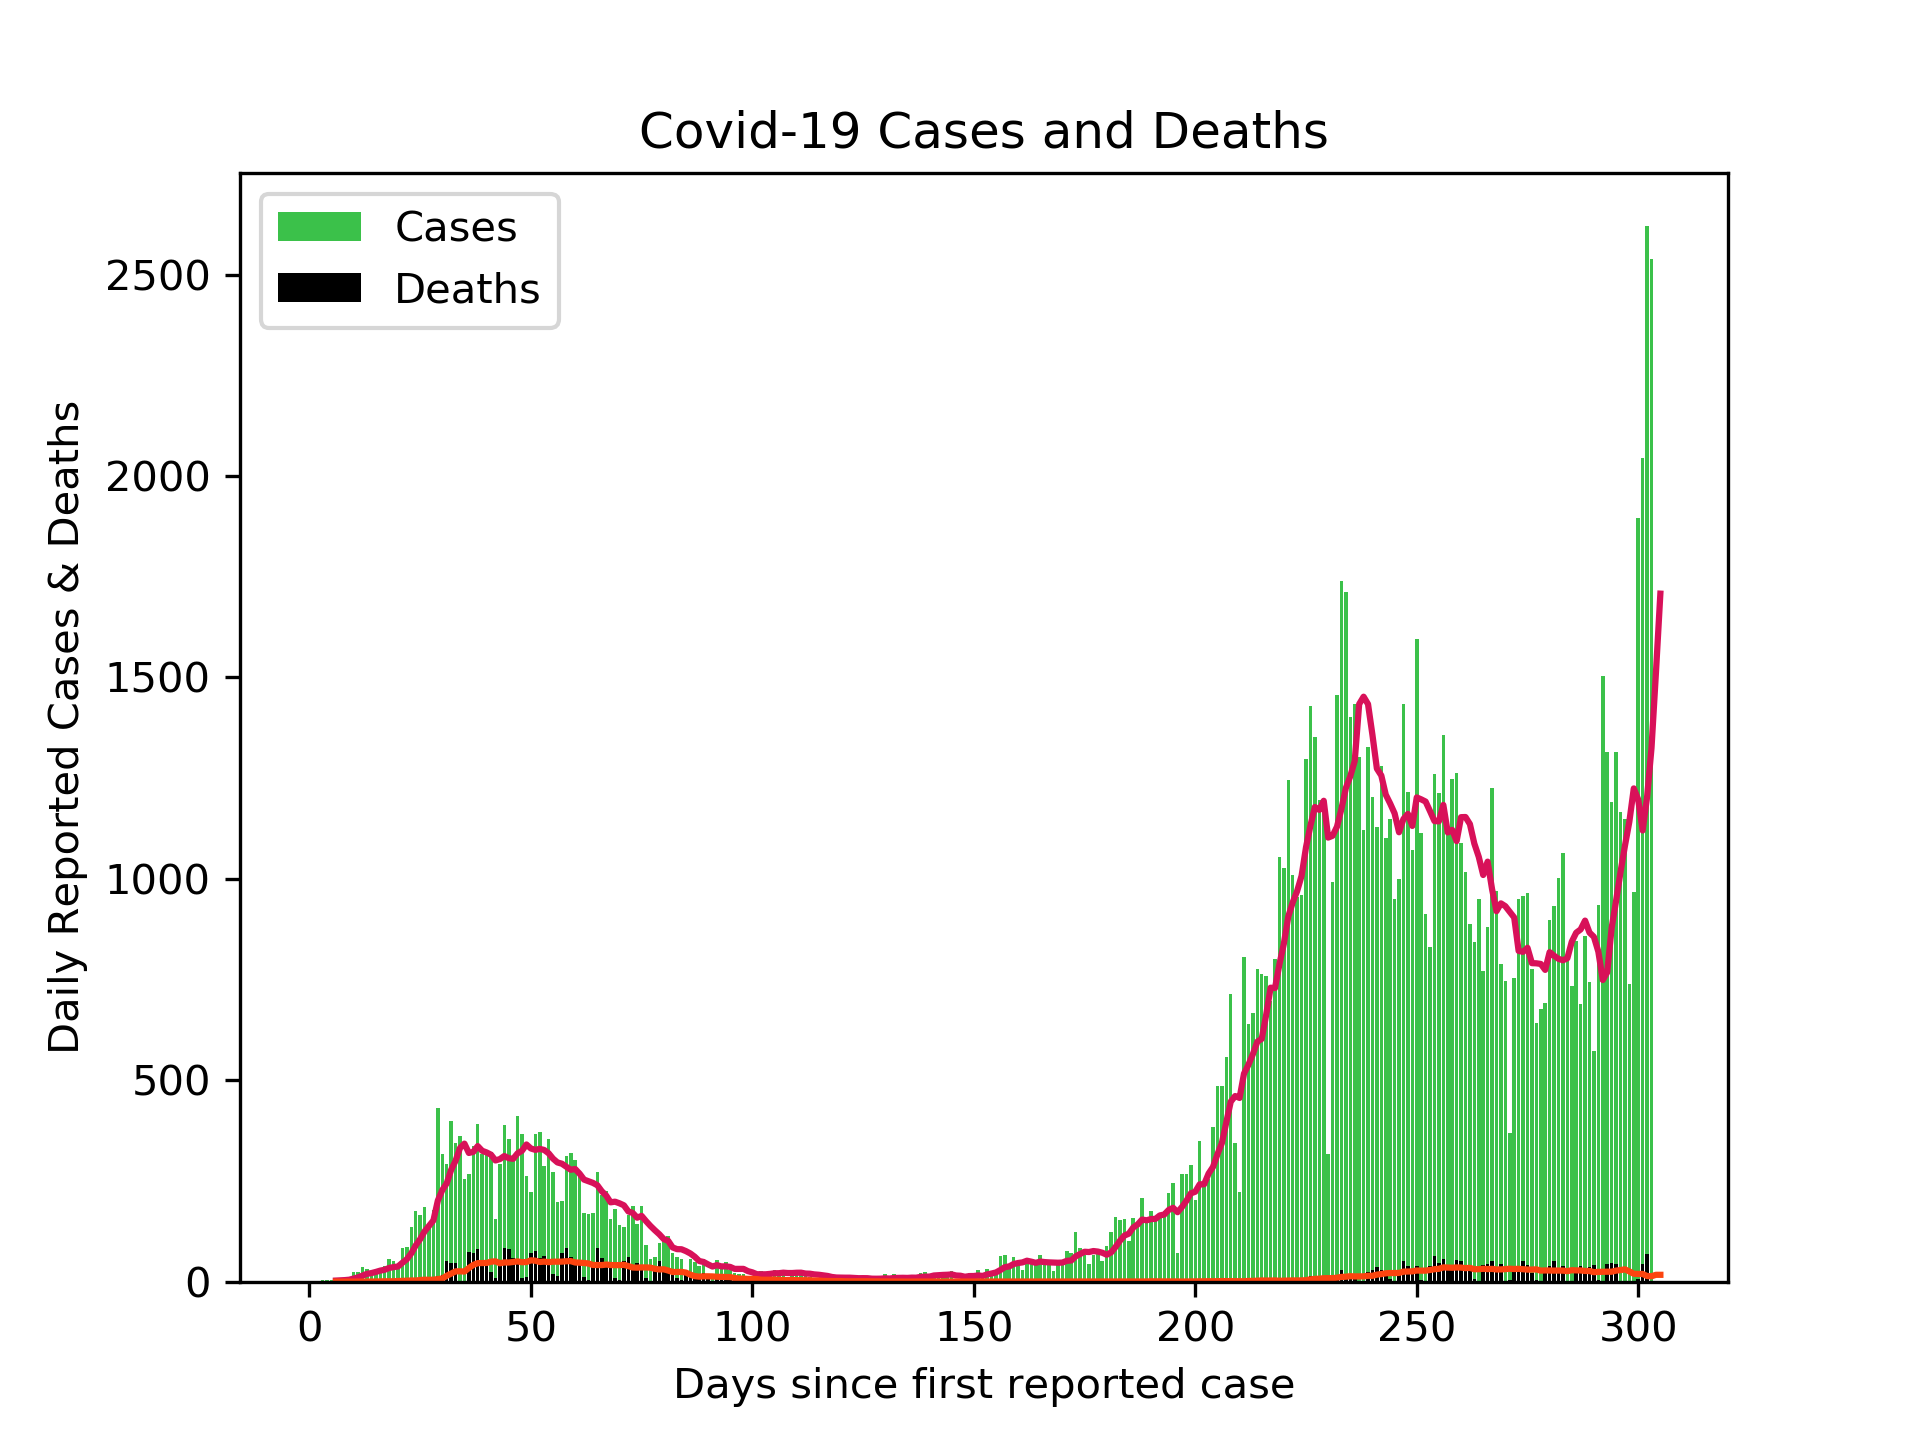 Covid-19 Cases and Deaths
Cases
Deaths
Daily Reported Cases & Deaths
2500
2000
1500
1000
500
0
0 50 100 150 200 250 300
Days since first reported case